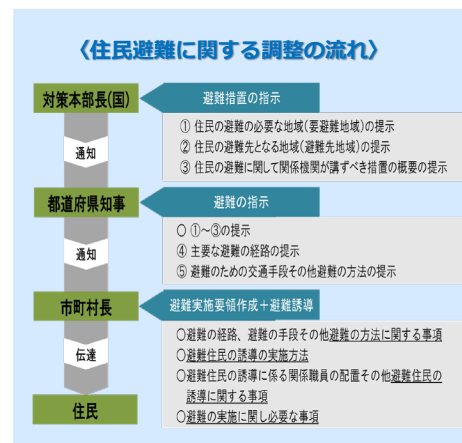 〈住民避難に関する調整の流れ〉
対策本部長(国)
避難措置の指示
① 住民の避難の必要な地域(要避難地域)の提示
② 住民の避難先となる地域(避難先地域)の提示
③ 住民の避難に関して関係機関が講ずべき措置の概要の提示
通知
都道府県知事
避難の指示
〇 ①～③の提示
④ 主要な避難の経路の提示
⑤ 避難のための交通手段その他避難の方法の提示
通知
市町村長
避難実施要領作成＋避難誘導
〇避難の経路、避難の手段その他避難の方法に関する事項
〇避難住民の誘導の実施方法
〇避難住民の誘導に係る関係職員の配置その他避難住民の
誘導に関する事項
〇避難の実施に関し必要な事項
伝達
住民